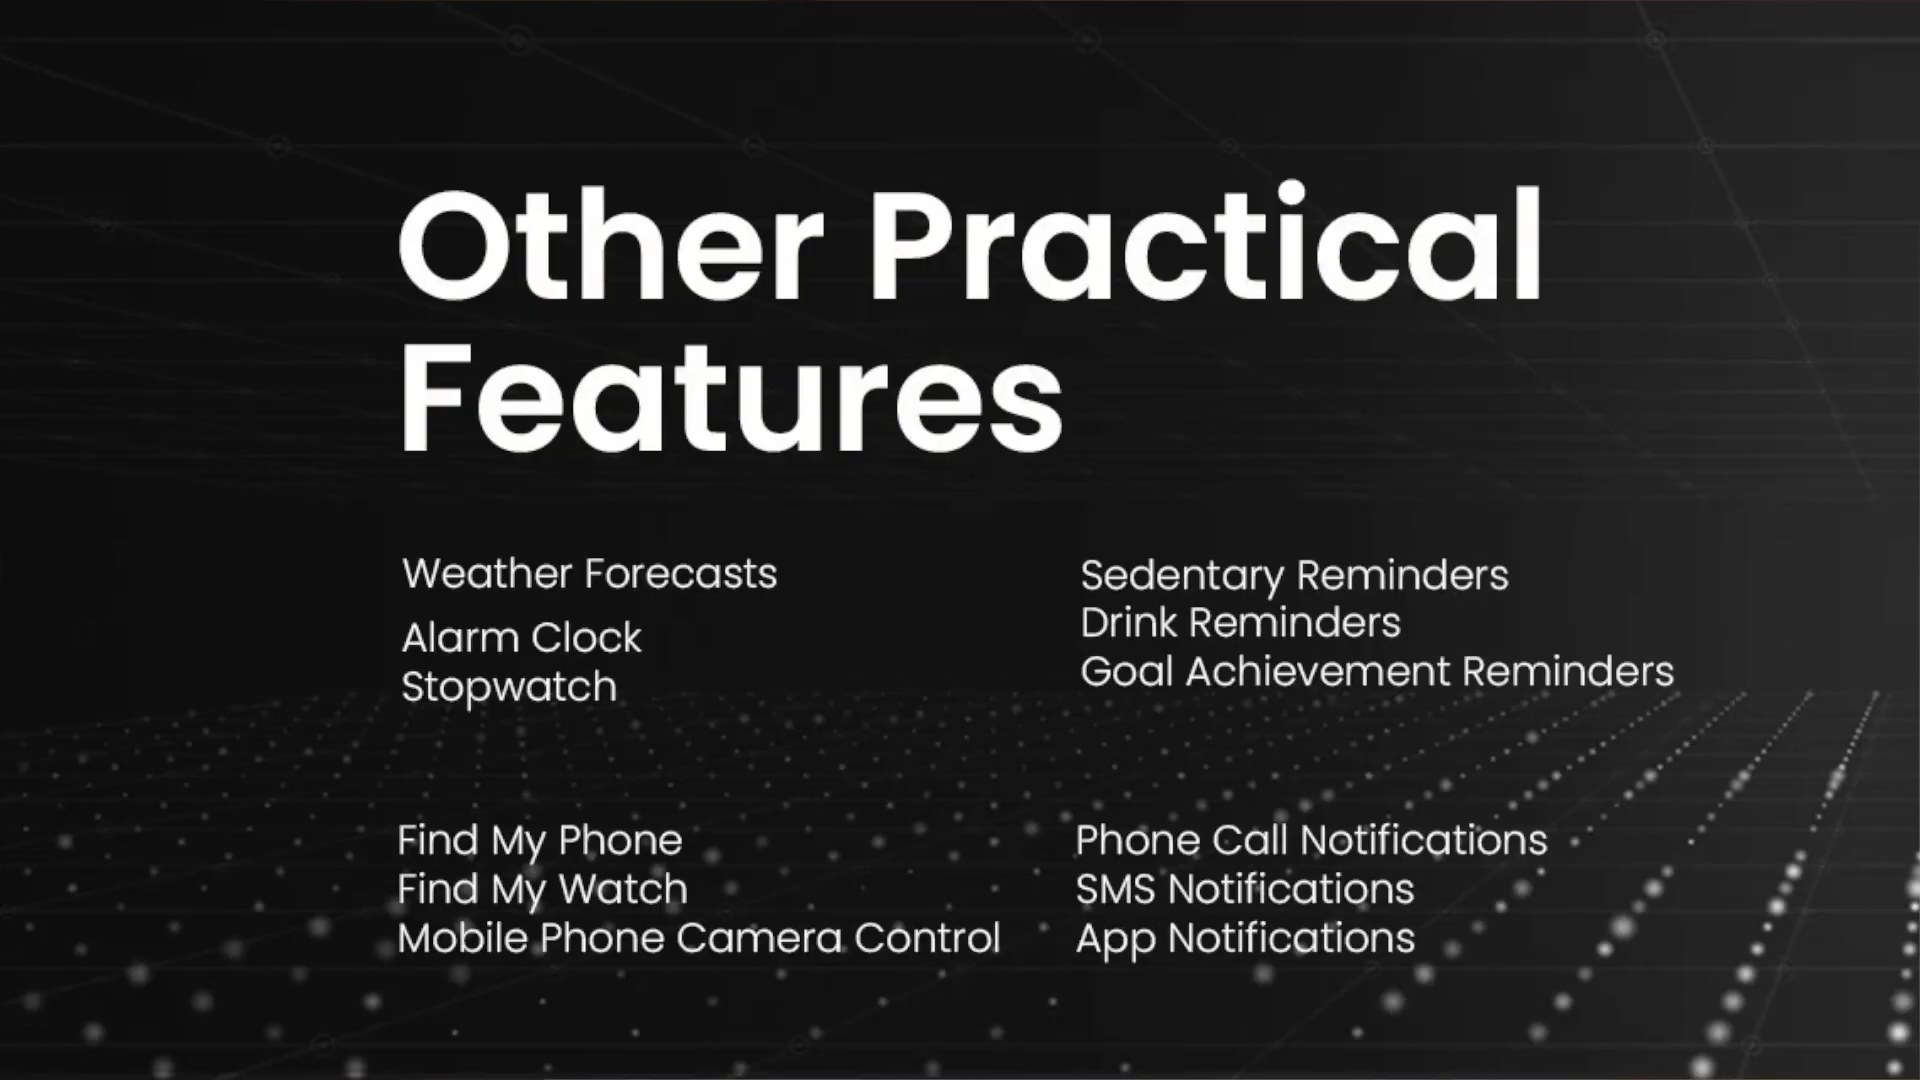 Other Practical
Features
Weather Forecasts
Alarm Clock
Stopwatch
Sedentary Reminders
Drink Reminders
Goal Achievement Reminders
Find My Phone
Find My Watch
Mobile Phone Camera Control
Phone Call Notifications
SMS Notifications
App Notifications